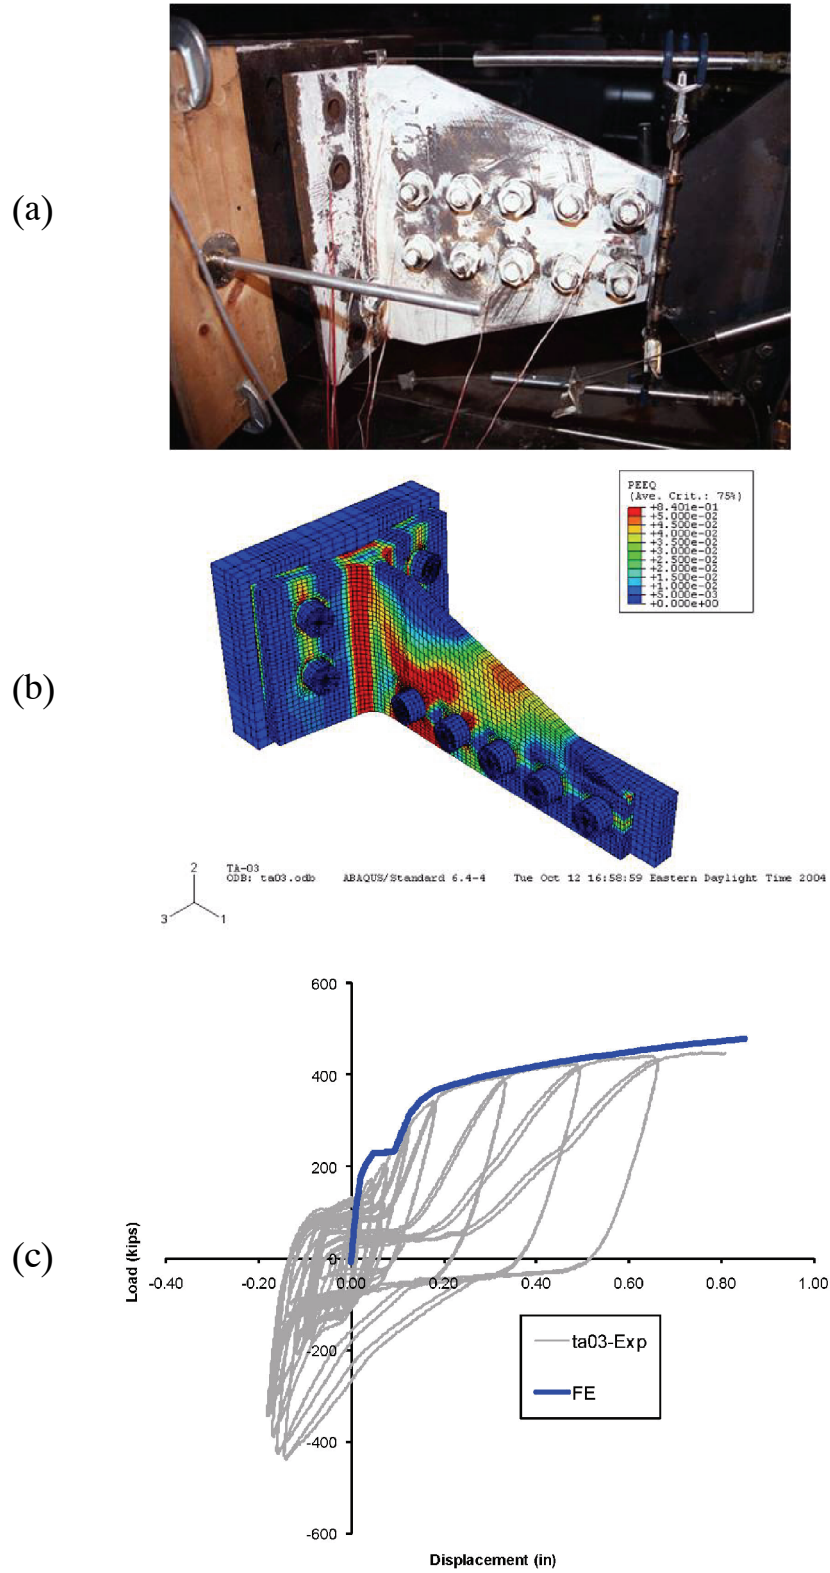 (a)
(b)
PEEQ
(Ave. Crit.: 75%)
+8.401e-01
+5.000e-02
+4.500e-02
+4.000e-02
+3.500e-02
+3.000e-02
+2.500e-02
+2.000e-02
+1.500e-02
+1.000e-02
+5.000e-03
+0.000e+00
2
3
1
TA-03
ODB: ta03.odb ABAQUS/Standard 6.4-4 Tue Oct 12 16:58:59 Eastern Daylight Time 2004
(c)
Load (kips)
600
400
200
0
-200
-400
-600
-0.40
-0.20
0.00
0.20
0.40
0.60
0.80
1.00
ta03-Exp
FE
Displacement (in)